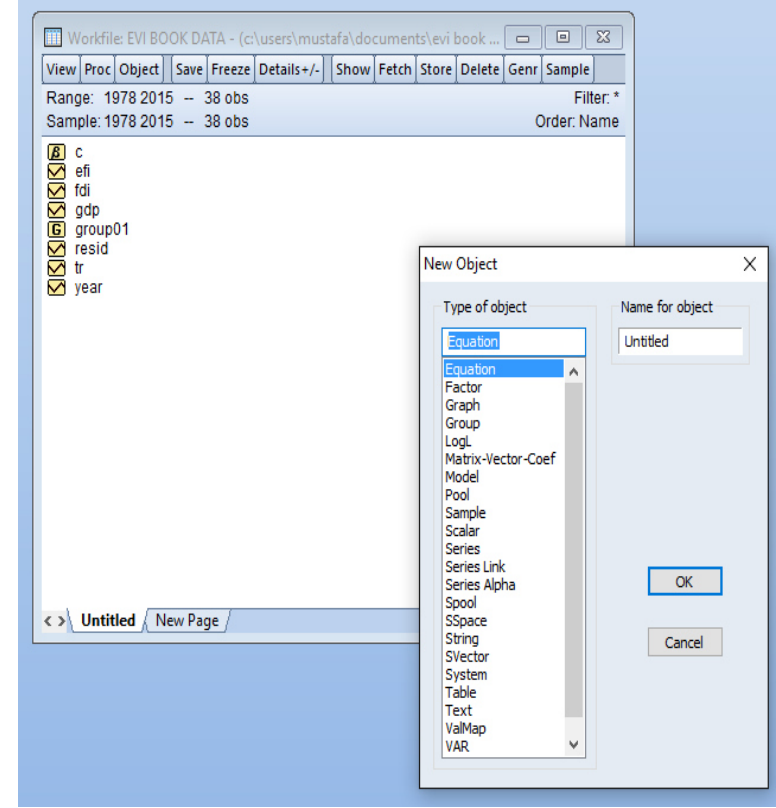 Workfile: EVI BOOK DATA - (c:\users\mustafa\documents\evi book ...
View Proc Object Save Freeze Details+/- Show Fetch Store Delete Genr Sample
Range: 1978 2015 -- 38 obs Filter: *
Sample: 1978 2015 -- 38 obs Order: Name
β c
efi
fdi
gdp
G group01
resid
tr
year
Untitled New Page
New Object
Type of object
Equation
Equation
Factor
Graph
Group
LogL
Matrix-Vector-Coef
Model
Pool
Sample
Scalar
Series
Series Link
Series Alpha
Spool
SSpace
String
SVector
System
Table
Text
ValMap
VAR
Name for object
Untitled
OK
Cancel